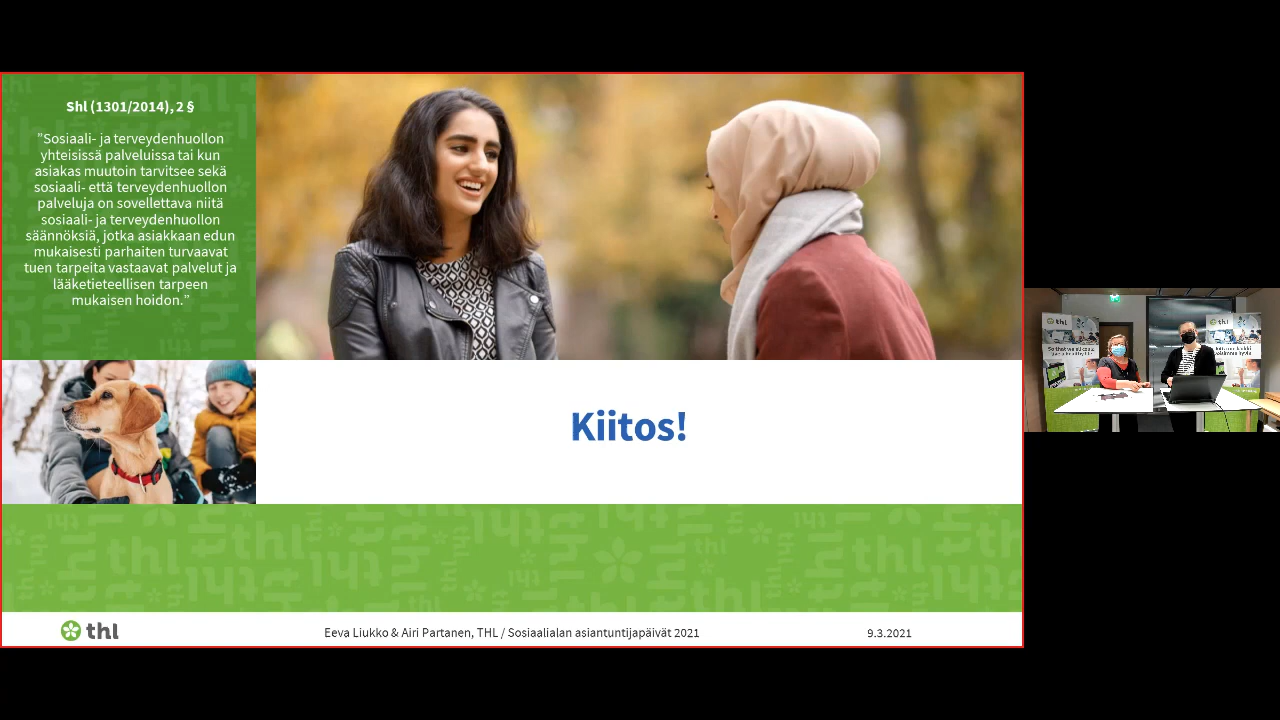 Shl (1301/2014), 2 §
”Sosiaali- ja terveydenhuollon
yhteisissä palveluissa tai kun
asiakas muutoin tarvitsee sekä
sosiaali- että terveydenhuollon
palveluja on sovellettava niitä
sosiaali- ja terveydenhuollon
säännöksiä, jotka asiakkaan edun
mukaisesti parhaiten turvaavat
tuen tarpeita vastaavat palvelut ja
lääketieteellisen tarpeen
mukaisen hoidon.”
Kiitos!
thl
Eeva Liukko & Airi Partanen, THL / Sosiaalialan asiantuntijapäivät 2021
9.3.2021
thl
thl